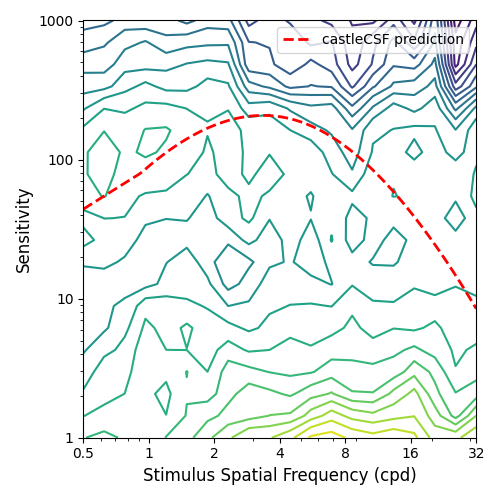 1000
castleCSF prediction
100
10
1
Sensitivity
0.5 1 2 4 8 16 32
Stimulus Spatial Frequency (cpd)